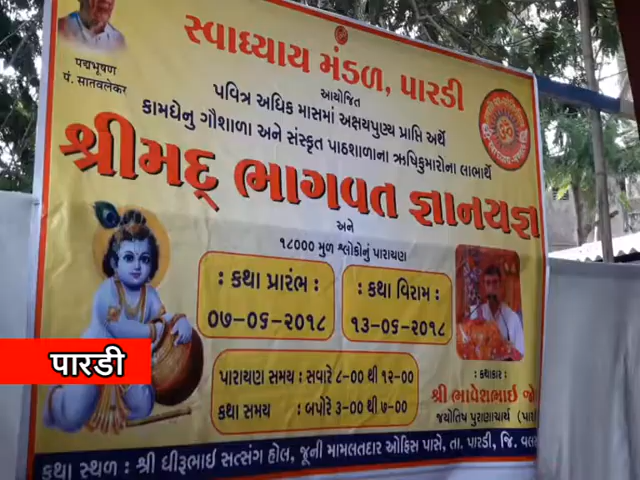 પદ્મભૂષણ
પં. સાતવલેકર
સ્વાધ્યાય મંડળ, પારડી
આયોજિત
પવિત્ર અધિક માસમાં અક્ષયપુણ્ય પ્રાપ્તિ અર્થે
કામધેનુ ગૌશાળા અને સંસ્કૃત પાઠશાળાના ઋષિકુમારોના લાભાર્થે
શ્રીમદ્ ભાગવત જ્ઞાનયજ્ઞ
અને
૧૮૦૦૦ મુળ શ્લોકોનું પારાયણ
: કથા પ્રારંભ :
૦૭-૦૬-૨૦૧૮
: કથા વિરામ :
૧૩-૦૬-૨૦૧૮
પારાયણ સમય : સવારે ૮-૦૦ થી ૧૨-૦૦
કથા સમય : બપોરે ૩-૦૦ થી ૭-૦૦
: કથાકાર :
શ્રી ભાવેશભાઈ
જ્યોતિષ પુરાણાચાર્ય
કથા સ્થળ : શ્રી ધીરૂભાઈ સત્સંગ હોલ, જૂની મામલતદાર ઓફિસ પાસે, તા. પારડી, જિ.
પારડી